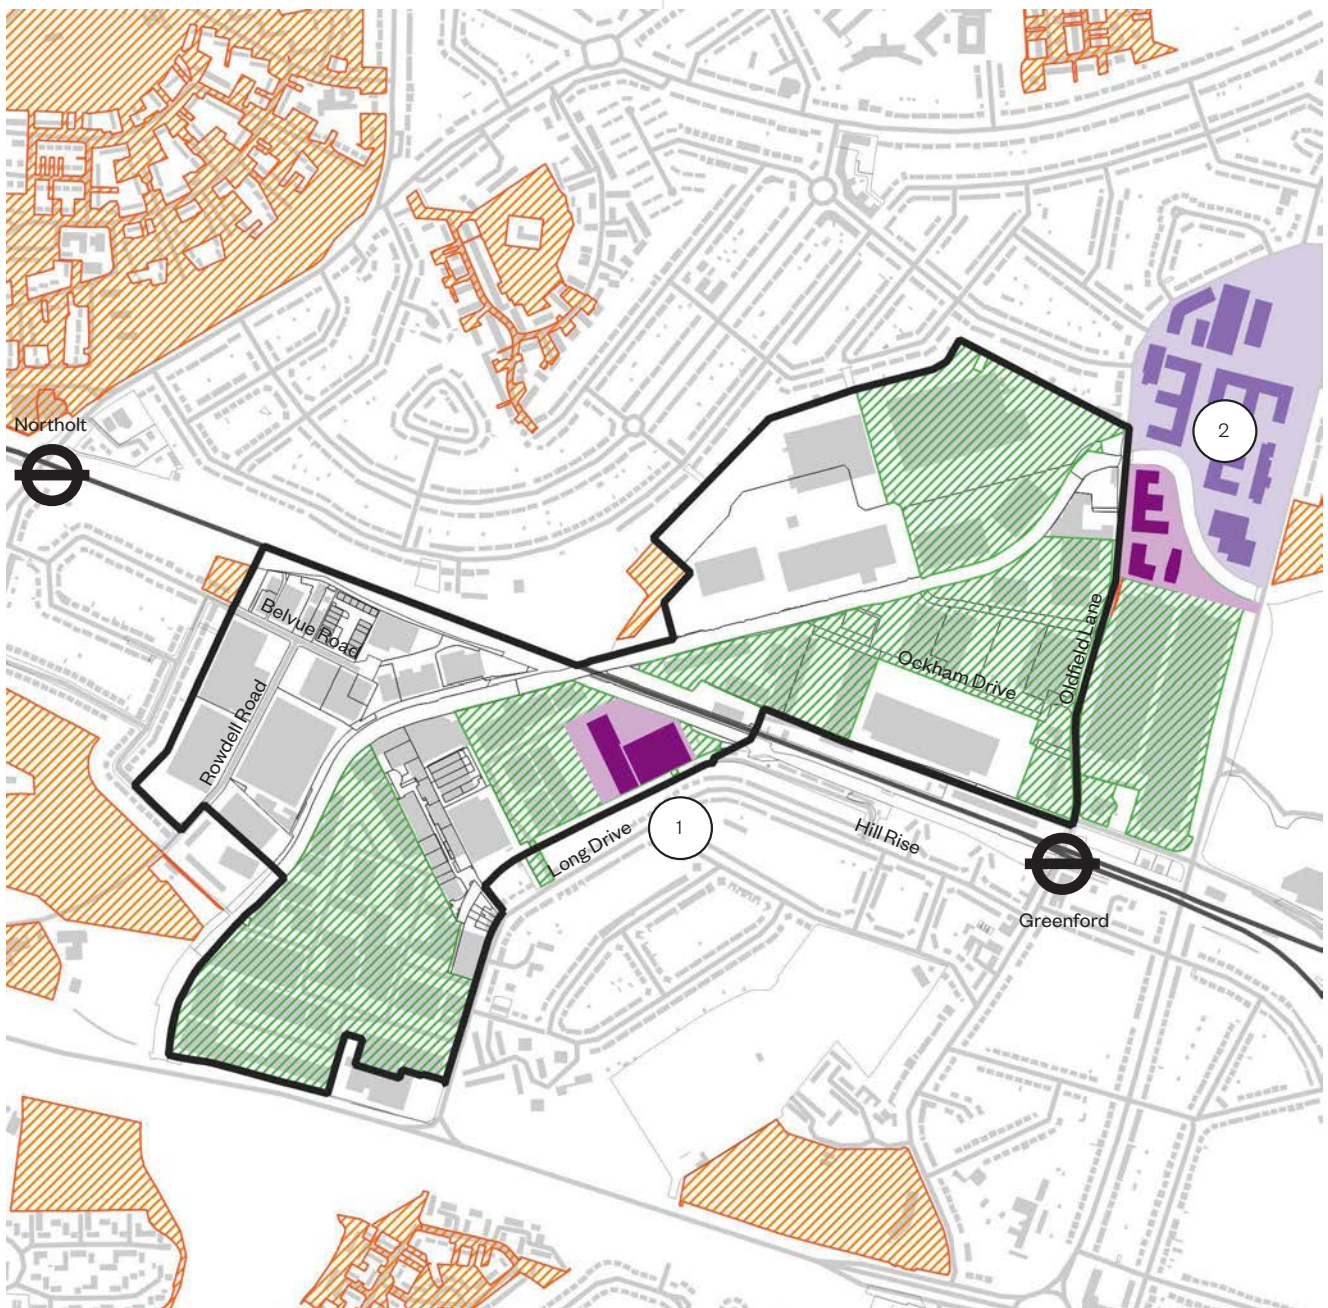 Northolt
2
Belvue Road
Rowdell Road
Ockham Drive
Oldfield Lane
Long Drive
1
Hill Rise
Greenford